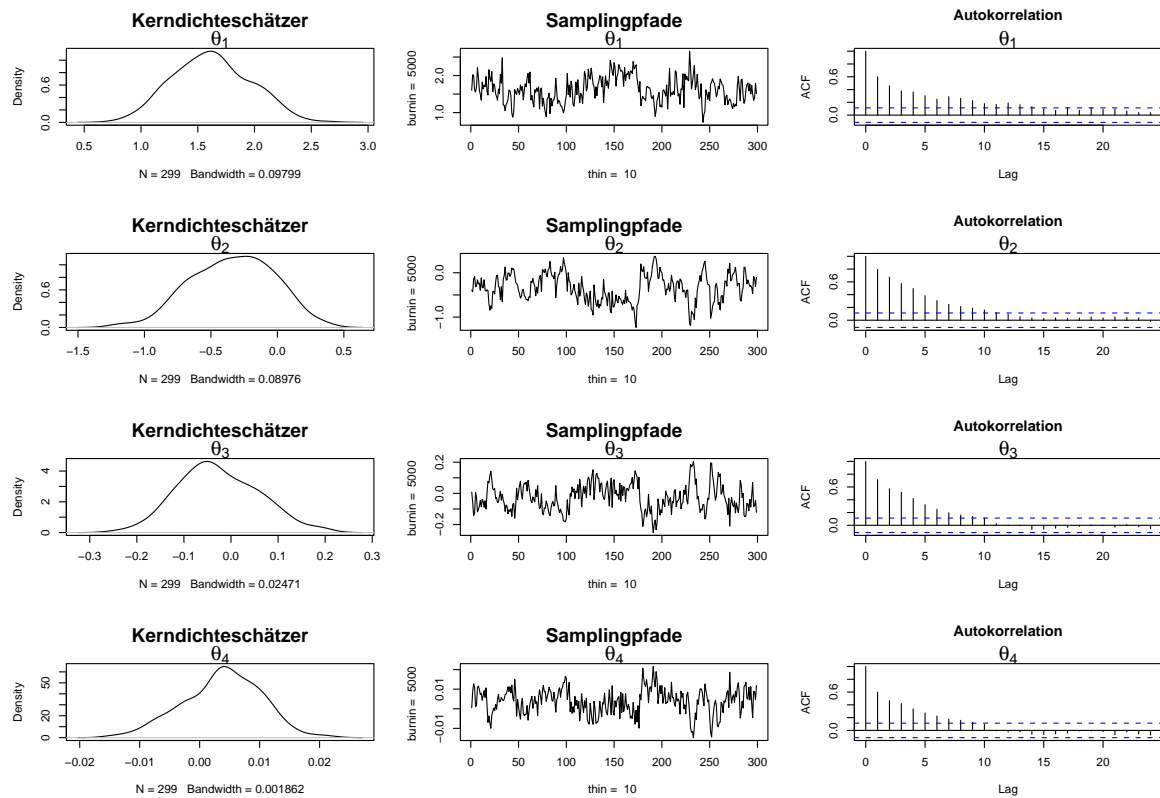 Kerndichteschätzer
θ1
Density
0.0 0.6
0.5 1.0 1.5 2.0 2.5 3.0
N = 299 Bandwidth = 0.09799
Samplingpfade
θ1
burnin = 5000
1.0 2.0
0 50 100 150 200 250 300
thin = 10
Autokorrelation
θ1
ACF
0.0 0.6
0 5 10 15 20
Lag
Kerndichteschätzer
θ2
Density
0.0 0.6
−1.5 −1.0 −0.5 0.0 0.5
N = 299 Bandwidth = 0.08976
Samplingpfade
θ2
burnin = 5000
−1.0 0.0
0 50 100 150 200 250 300
thin = 10
Autokorrelation
θ2
ACF
0.0 0.6
0 5 10 15 20
Lag
Kerndichteschätzer
θ3
Density
0 2 4
−0.3 −0.2 −0.1 0.0 0.1 0.2 0.3
N = 299 Bandwidth = 0.02471
Samplingpfade
θ3
burnin = 5000
−0.2 0.0 0.2
0 50 100 150 200 250 300
thin = 10
Autokorrelation
θ3
ACF
0.0 0.6
0 5 10 15 20
Lag
Kerndichteschätzer
θ4
Density
0 20 50
−0.02 −0.01 0.00 0.01 0.02
N = 299 Bandwidth = 0.001862
Samplingpfade
θ4
burnin = 5000
−0.01 0.01
0 50 100 150 200 250 300
thin = 10
Autokorrelation
θ4
ACF
0.0 0.6
0 5 10 15 20
Lag